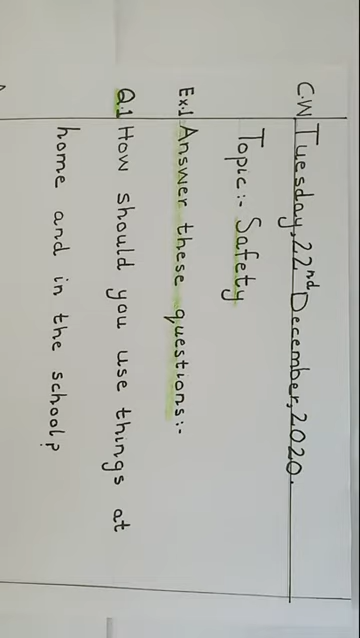 C.W Tuesday, 22nd December, 2020.
Topic:- Safety
Ex.1 Answer these questions:-
Q.1 How should you use things at
home and in the school?